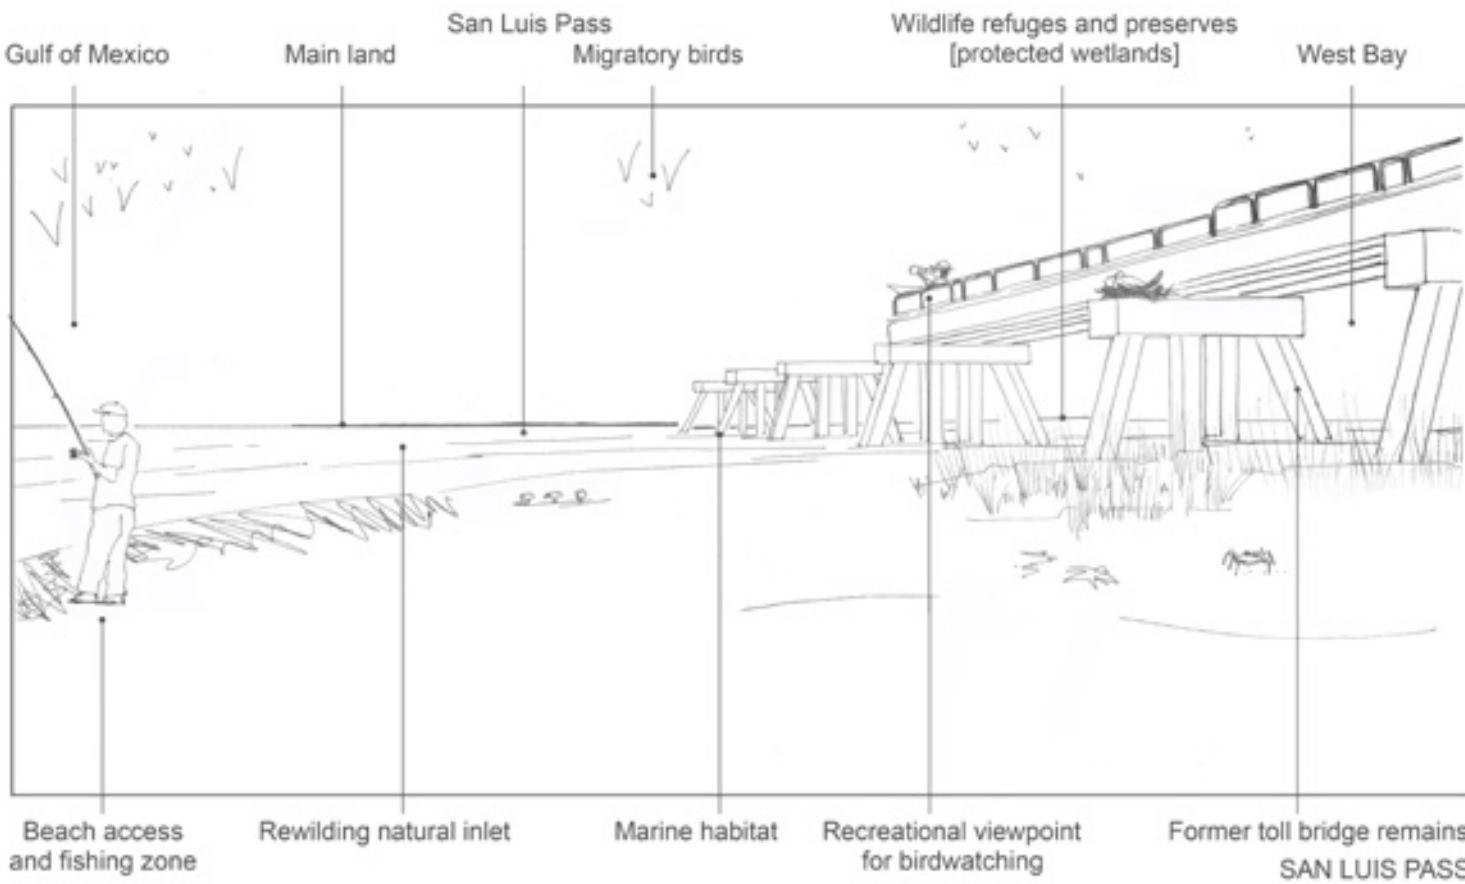 San Luis Pass
Wildlife refuges and preserves
Gulf of Mexico
Main land
Migratory birds
[protected wetlands]
West Bay
Beach access
and fishing zone
Rewilding natural inlet
Marine habitat
Recreational viewpoint
for birdwatching
Former toll bridge remains
SAN LUIS PASS